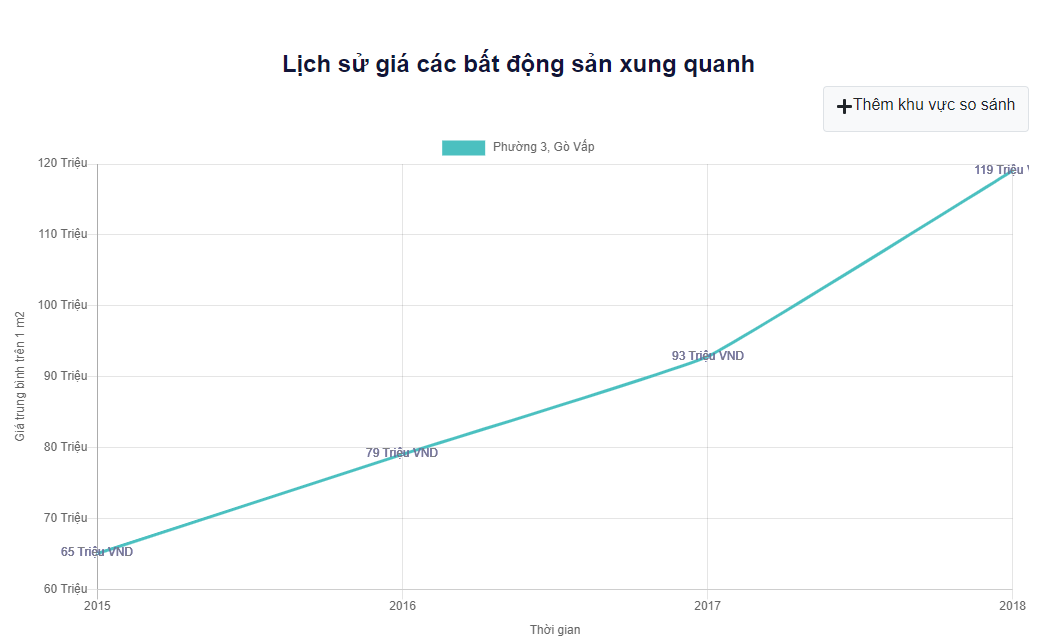 Lịch sử giá các bất động sản xung quanh
Thêm khu vực so sánh
Phường 3, Gò Vấp
120 Triệu
119 Triệu
110 Triệu
100 Triệu
93 Triệu VND
90 Triệu
80 Triệu
79 Triệu VND
70 Triệu
65 Triệu VND
60 Triệu
Giá trung bình trên 1 m2
2015 2016 2017 2018
Thời gian